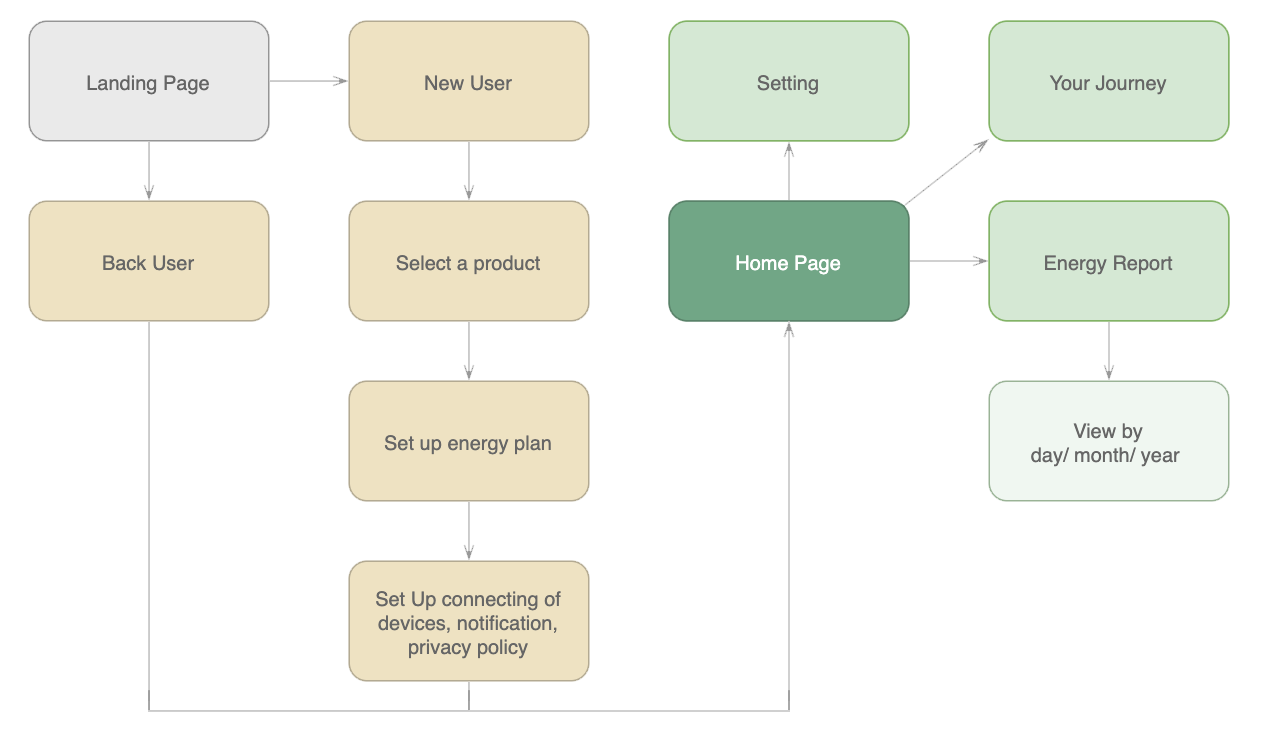 Landing Page
New User
Setting
Your Journey
Back User
Select a product
Home Page
Energy Report
Set up energy plan
View by
day/ month/ year
Set Up connecting of
devices, notification,
privacy policy